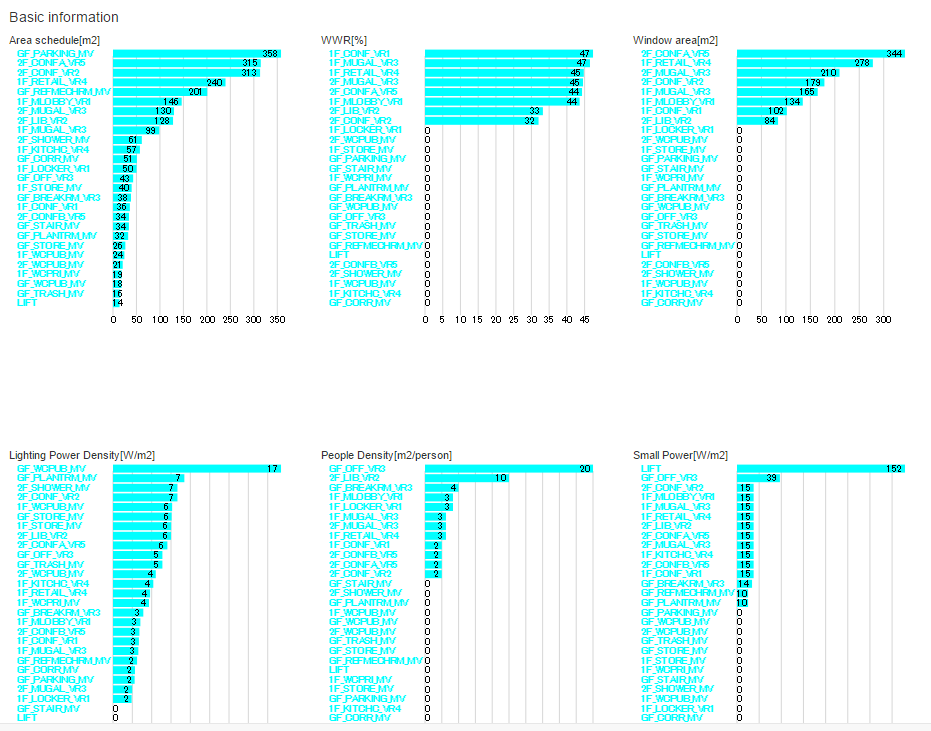 Basic information
Area schedule[m2]
GF_PARKING_MV 358
2F_CONFA_VR5 315
2F_CONF_VR2 313
1F_RETAIL_VR4 240
GF_REFMECHRM_MV 201
1F_MLOBBY_VR1 146
2F_MUGAL_VR3 130
2F_LIB_VR2 128
1F_MUGAL_VR3 99
2F_SHOWER_MV 61
1F_KITCHC_VR4 57
GF_CORR_MV 51
1F_LOCKER_VR1 50
GF_OFF_VR3 43
1F_STORE_MV 40
GF_BREAKRM_VR3 38
1F_CONF_VR1 36
2F_CONFB_VR5 34
GF_STAIR_MV 34
GF_PLANTRM_MV 32
GF_STORE_MV 26
1F_WCPUB_MV 24
2F_WCPUB_MV 21
1F_WCPRI_MV 19
GF_WCPUB_MV 18
GF_TRASH_MV 16
LIFT 14
0 50 100 150 200 250 300 350
WWR[%]
1F_CONF_VR1 47
1F_MUGAL_VR3 47
1F_RETAIL_VR4 45
2F_MUGAL_VR3 45
2F_CONFA_VR5 44
1F_MLOBBY_VR1 44
2F_LIB_VR2 33
2F_CONF_VR2 32
1F_LOCKER_VR1 0
2F_WCPUB_MV 0
1F_STORE_MV 0
GF_PARKING_MV 0
GF_STAIR_MV 0
1F_WCPRI_MV 0
GF_PLANTRM_MV 0
GF_BREAKRM_VR3 0
GF_WCPUB_MV 0
GF_OFF_VR3 0
GF_TRASH_MV 0
GF_STORE_MV 0
GF_REFMECHRM_MV 0
LIFT 0
2F_CONFB_VR5 0
2F_SHOWER_MV 0
1F_WCPUB_MV 0
1F_KITCHC_VR4 0
GF_CORR_MV 0
0 5 10 15 20 25 30 35 40 45
Window area[m2]
2F_CONFA_VR5 344
1F_RETAIL_VR4 278
2F_MUGAL_VR3 210
2F_CONF_VR2 179
1F_MUGAL_VR3 165
1F_MLOBBY_VR1 134
1F_CONF_VR1 102
2F_LIB_VR2 84
1F_LOCKER_VR1 0
2F_WCPUB_MV 0
1F_STORE_MV 0
GF_PARKING_MV 0
GF_STAIR_MV 0
1F_WCPRI_MV 0
GF_PLANTRM_MV 0
GF_BREAKRM_VR3 0
GF_WCPUB_MV 0
GF_OFF_VR3 0
GF_TRASH_MV 0
GF_STORE_MV 0
GF_REFMECHRM_MV 0
LIFT 0
2F_CONFB_VR5 0
2F_SHOWER_MV 0
1F_WCPUB_MV 0
1F_KITCHC_VR4 0
GF_CORR_MV 0
0 50 100 150 200 250 300
Lighting Power Density[W/m2]
GF_WCPUB_MV 17
GF_PLANTRM_MV 7
2F_SHOWER_MV 7
2F_CONF_VR2 7
1F_WCPUB_MV 6
GF_STORE_MV 6
1F_STORE_MV 6
2F_LIB_VR2 6
2F_CONFA_VR5 6
GF_OFF_VR3 5
GF_TRASH_MV 5
2F_WCPUB_MV 4
1F_KITCHC_VR4 4
1F_RETAIL_VR4 4
1F_WCPRI_MV 4
GF_BREAKRM_VR3 3
1F_MLOBBY_VR1 3
2F_CONFB_VR5 3
1F_CONF_VR1 3
1F_MUGAL_VR3 3
GF_REFMECHRM_MV 2
GF_CORR_MV 2
GF_PARKING_MV 2
2F_MUGAL_VR3 2
1F_LOCKER_VR1 2
GF_STAIR_MV 0
LIFT 0
People Density[m2/person]
GF_OFF_VR3 20
2F_LIB_VR2 10
GF_BREAKRM_VR3 4
1F_MLOBBY_VR1 3
1F_LOCKER_VR1 3
1F_MUGAL_VR3 3
2F_MUGAL_VR3 3
1F_RETAIL_VR4 3
1F_CONF_VR1 2
2F_CONFB_VR5 2
2F_CONFA_VR5 2
2F_CONF_VR2 2
GF_STAIR_MV 0
2F_SHOWER_MV 0
GF_PLANTRM_MV 0
1F_WCPUB_MV 0
GF_WCPUB_MV 0
2F_WCPUB_MV 0
GF_TRASH_MV 0
GF_STORE_MV 0
GF_REFMECHRM_MV 0
LIFT 0
1F_WCPRI_MV 0
1F_STORE_MV 0
GF_PARKING_MV 0
1F_KITCHC_VR4 0
GF_CORR_MV 0
Small Power[W/m2]
LIFT 152
GF_OFF_VR3 39
2F_CONF_VR2 15
1F_MLOBBY_VR1 15
1F_MUGAL_VR3 15
1F_RETAIL_VR4 15
2F_LIB_VR2 15
2F_CONFA_VR5 15
2F_MUGAL_VR3 15
1F_KITCHC_VR4 15
2F_CONFB_VR5 15
1F_CONF_VR1 15
GF_BREAKRM_VR3 14
GF_REFMECHRM_MV 10
GF_PLANTRM_MV 10
GF_PARKING_MV 0
GF_WCPUB_MV 0
2F_WCPUB_MV 0
GF_TRASH_MV 0
GF_STORE_MV 0
1F_STORE_MV 0
1F_WCPRI_MV 0
GF_STAIR_MV 0
2F_SHOWER_MV 0
1F_WCPUB_MV 0
1F_LOCKER_VR1 0
GF_CORR_MV 0